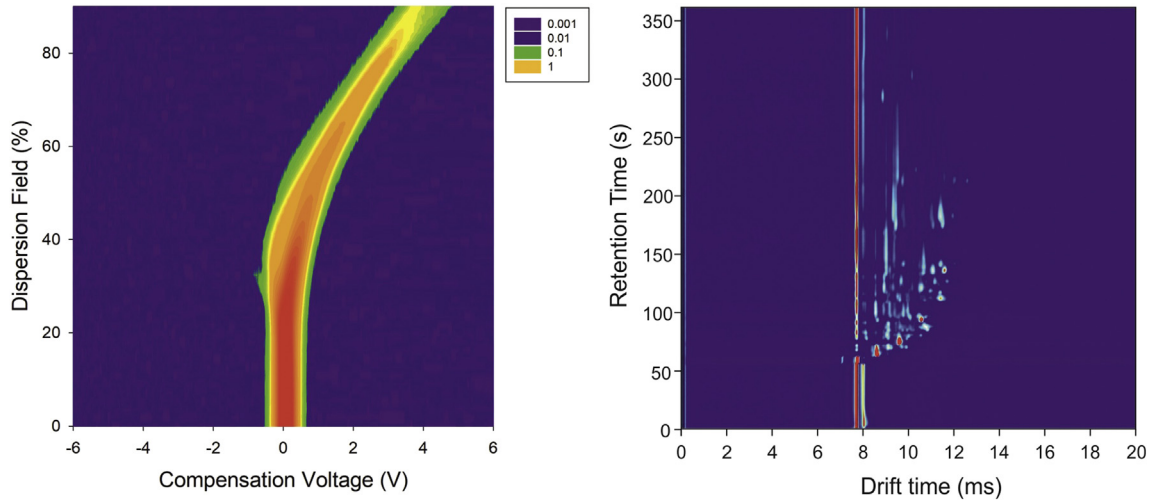 80
60
40
20
0
-6 -4 -2 0 2 4 6
Dispersion Field (%)
Compensation Voltage (V)
0.001
0.01
0.1
1
350
300
250
200
150
100
50
0
0 2 4 6 8 10 12 14 16 18 20
Retention Time (s)
Drift time (ms)